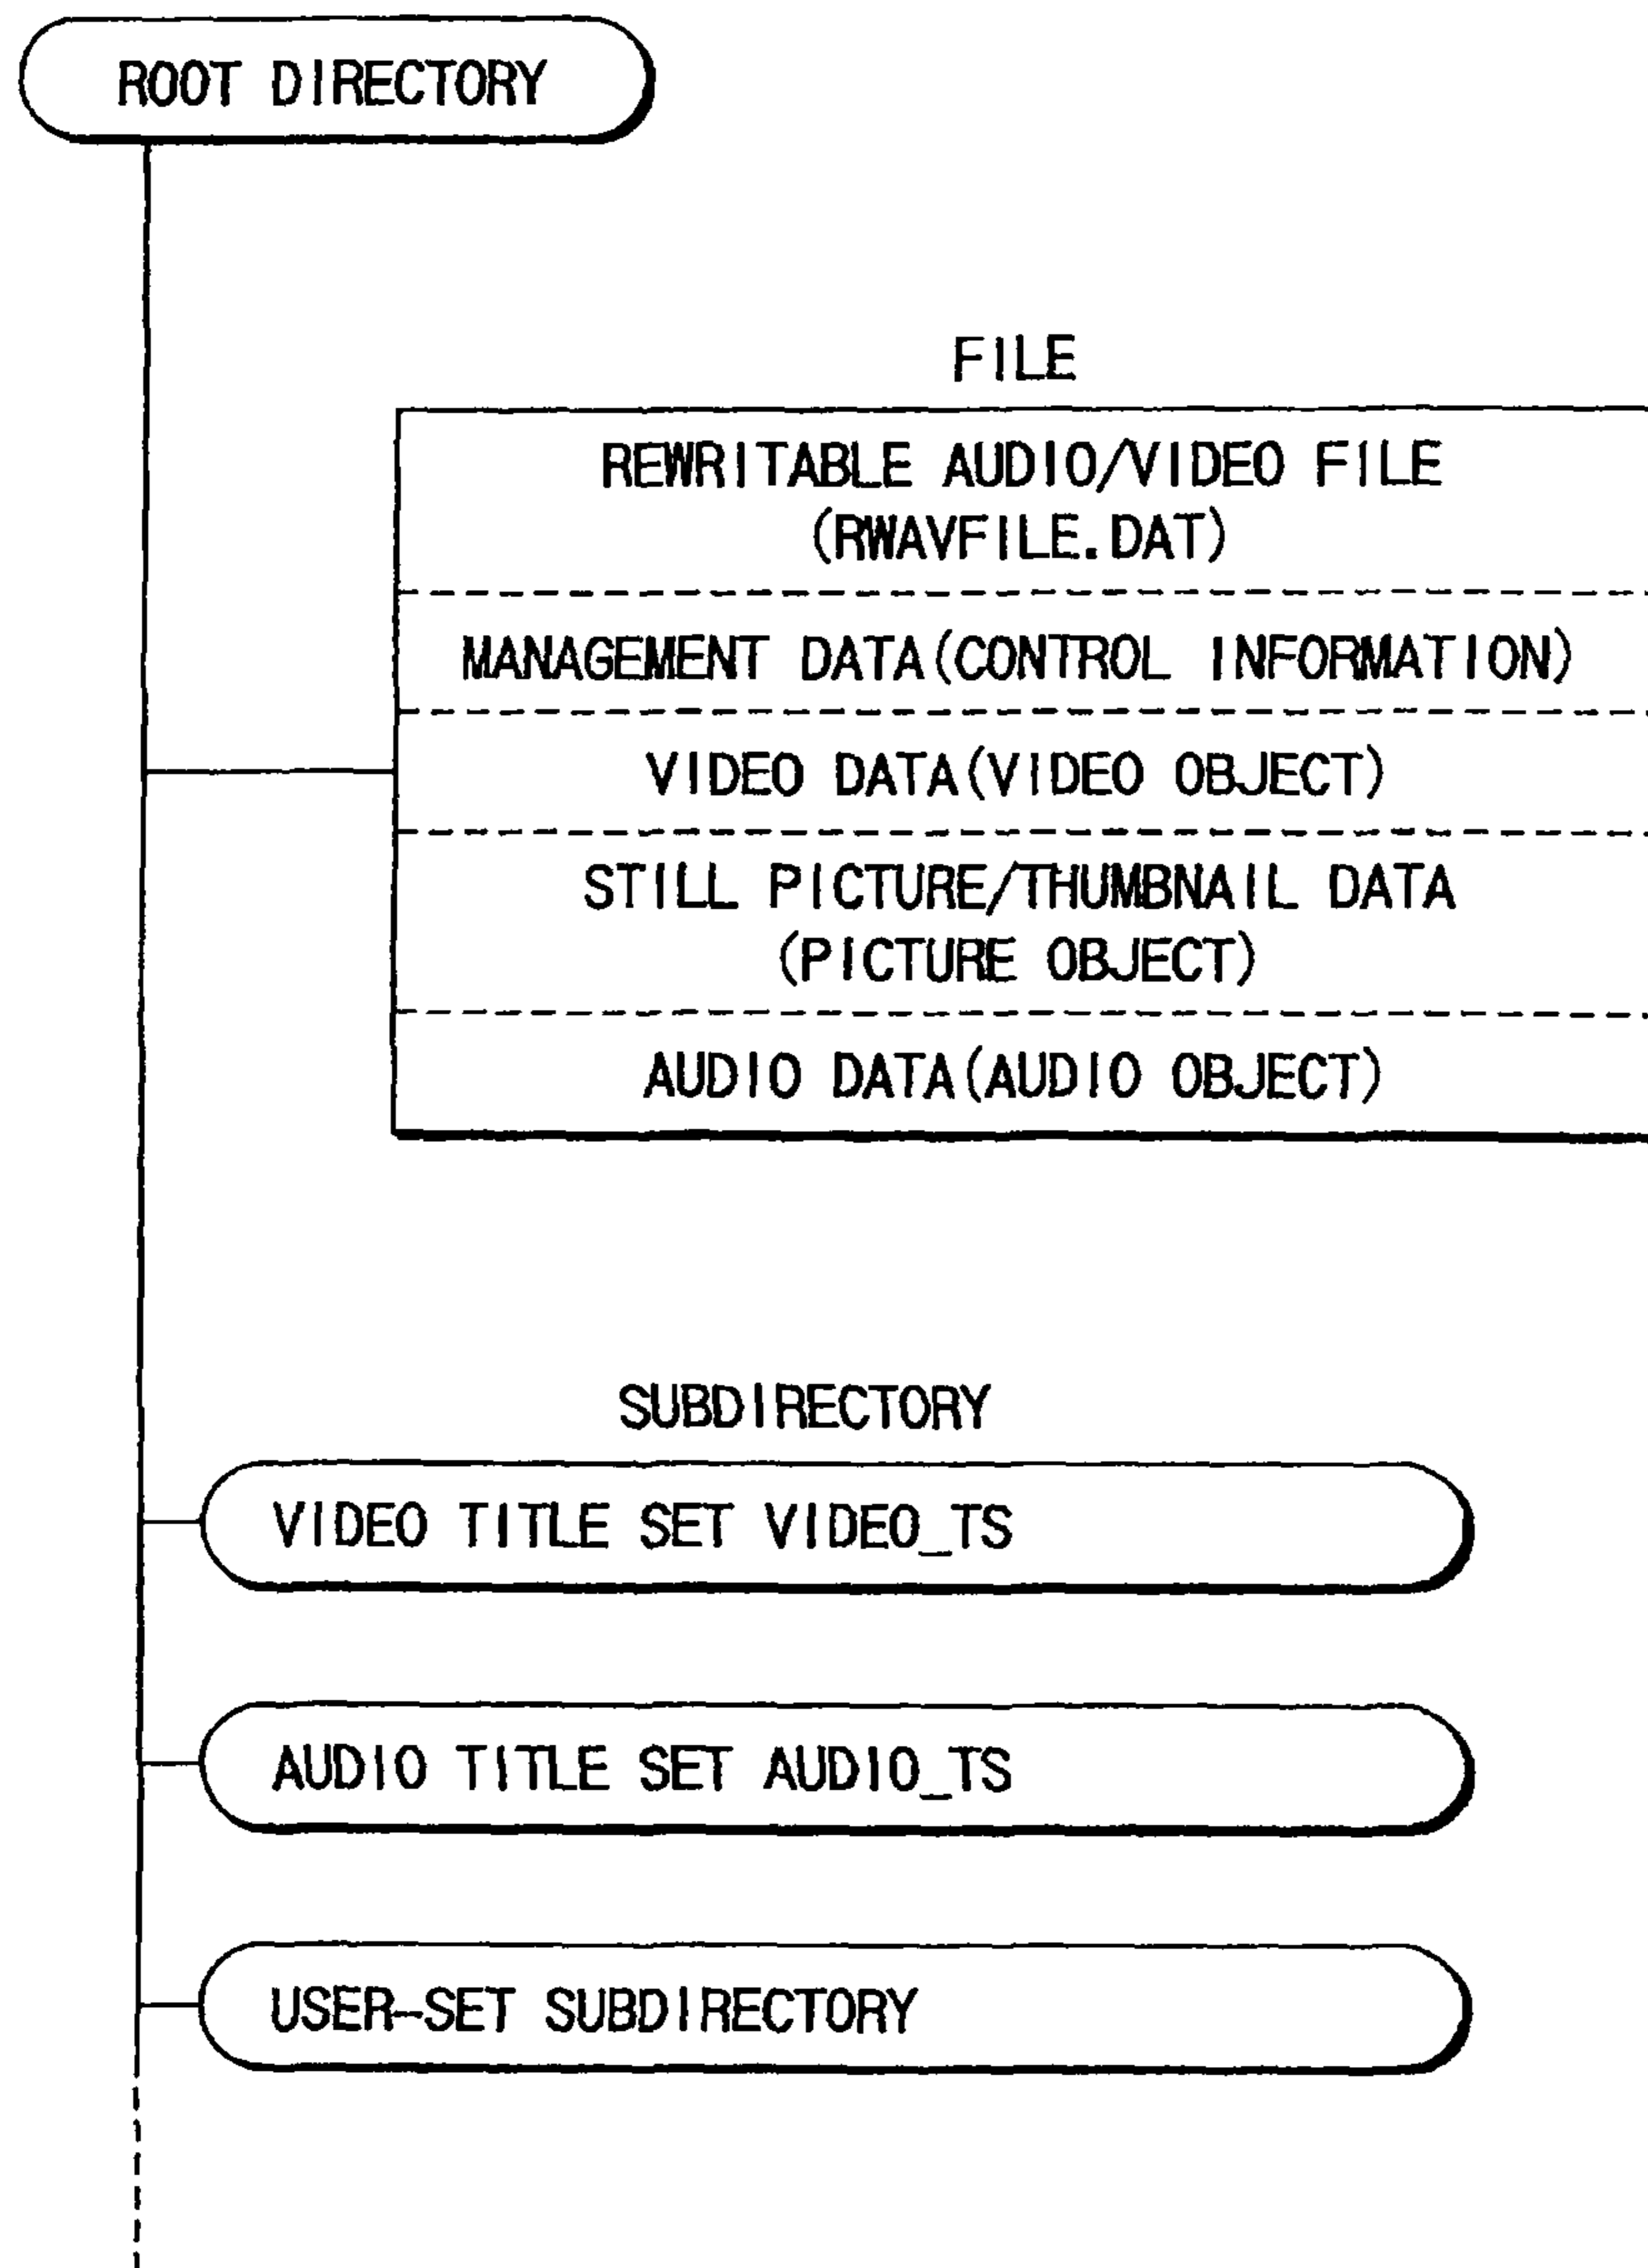 ROOT DIRECTORY
FILE
REWRITABLE AUDIO/VIDEO FILE
(RWAVFILE.DAT)
MANAGEMENT DATA(CONTROL INFORMATION)
VIDEO DATA(VIDEO OBJECT)
STILL PICTURE/THUMBNAIL DATA
(PICTURE OBJECT)
AUDIO DATA(AUDIO OBJECT)
SUBDIRECTORY
VIDEO TITLE SET VIDEO_TS
AUDIO TITLE SET AUDIO_TS
USER-SET SUBDIRECTORY